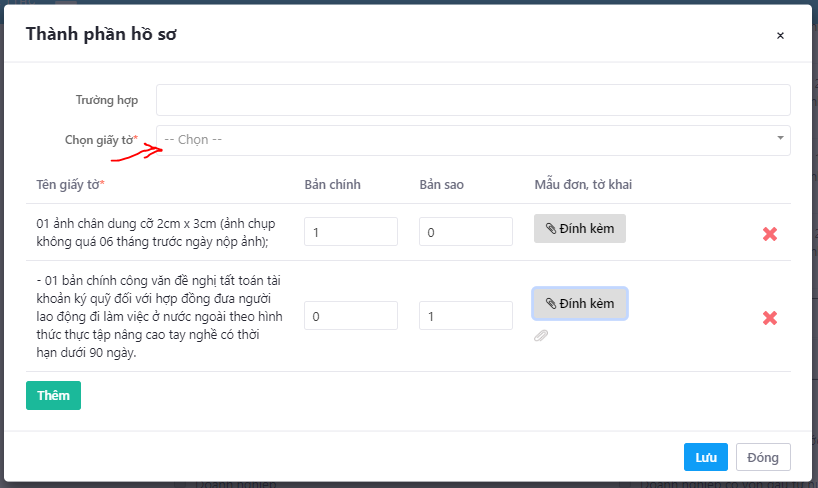 Thành phần hồ sơ
×
Trường hợp
Chọn giấy tờ*
-- Chọn --
Tên giấy tờ* Bản chính Bản sao Mẫu đơn, tờ khai
01 ảnh chân dung cỡ 2cm x 3cm (ảnh chụp
không quá 06 tháng trước ngày nộp ảnh);
1
0
Đính kèm
- 01 bản chính công văn đề nghị tất toán tài
khoản ký quỹ đối với hợp đồng đưa người
lao động đi làm việc ở nước ngoài theo hình
thức thực tập nâng cao tay nghề có thời
hạn dưới 90 ngày.
0
1
Đính kèm
Thêm
Lưu Đóng